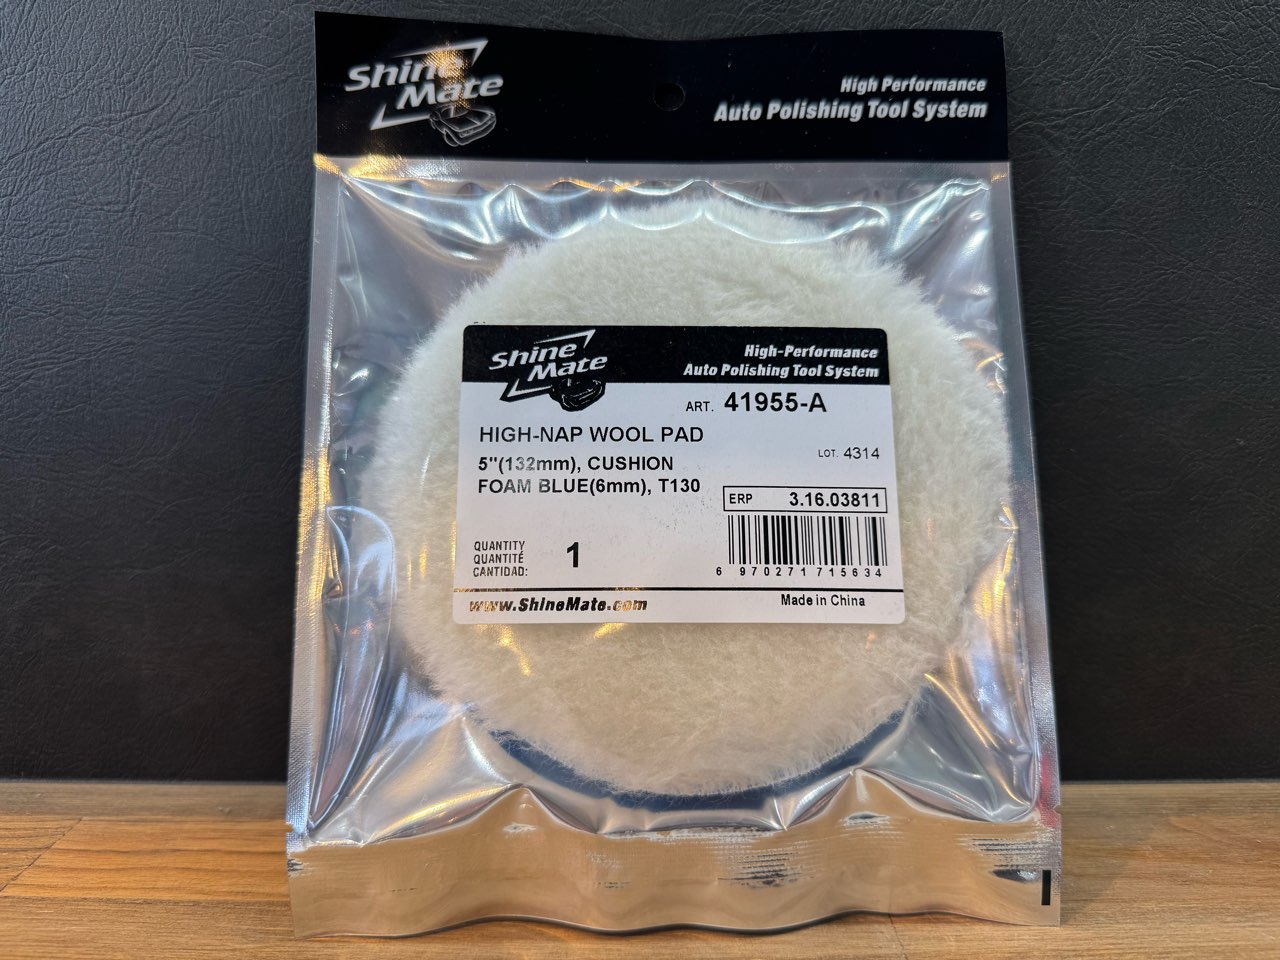 Shine Mate
High Performance
Auto Polishing Tool System
Shine Mate
High-Performance
Auto Polishing Tool System
ART. 41955-A
HIGH-NAP WOOL PAD
LOT. 4314
5"(132mm), CUSHION
FOAM BLUE(6mm), T130
ERP 3.16.03811
QUANTITY
QUANTITÉ
CANTIDAD:
1
6 970271 715634
www.ShineMate.com
Made in China